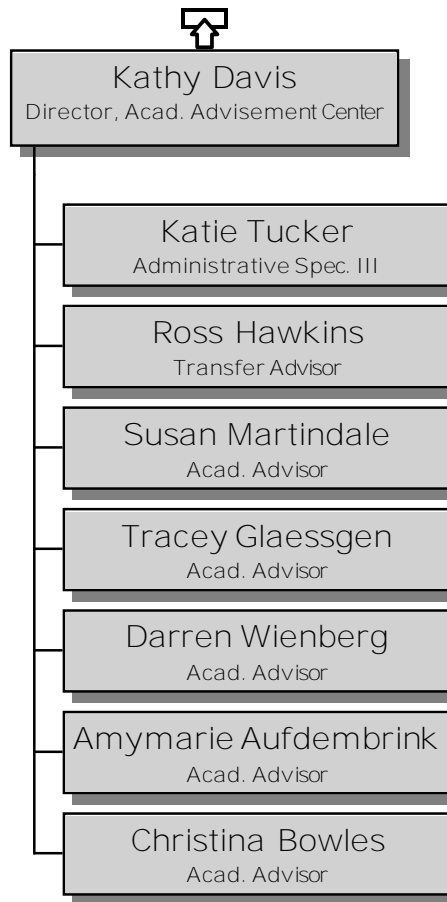 Kathy Davis
Director, Acad. Advisement Center
Katie Tucker
Administrative Spec. III
Ross Hawkins
Transfer Advisor
Susan Martindale
Acad. Advisor
Tracey Glaessgen
Acad. Advisor
Darren Wienberg
Acad. Advisor
Amymarie Aufdembrink
Acad. Advisor
Christina Bowles
Acad. Advisor